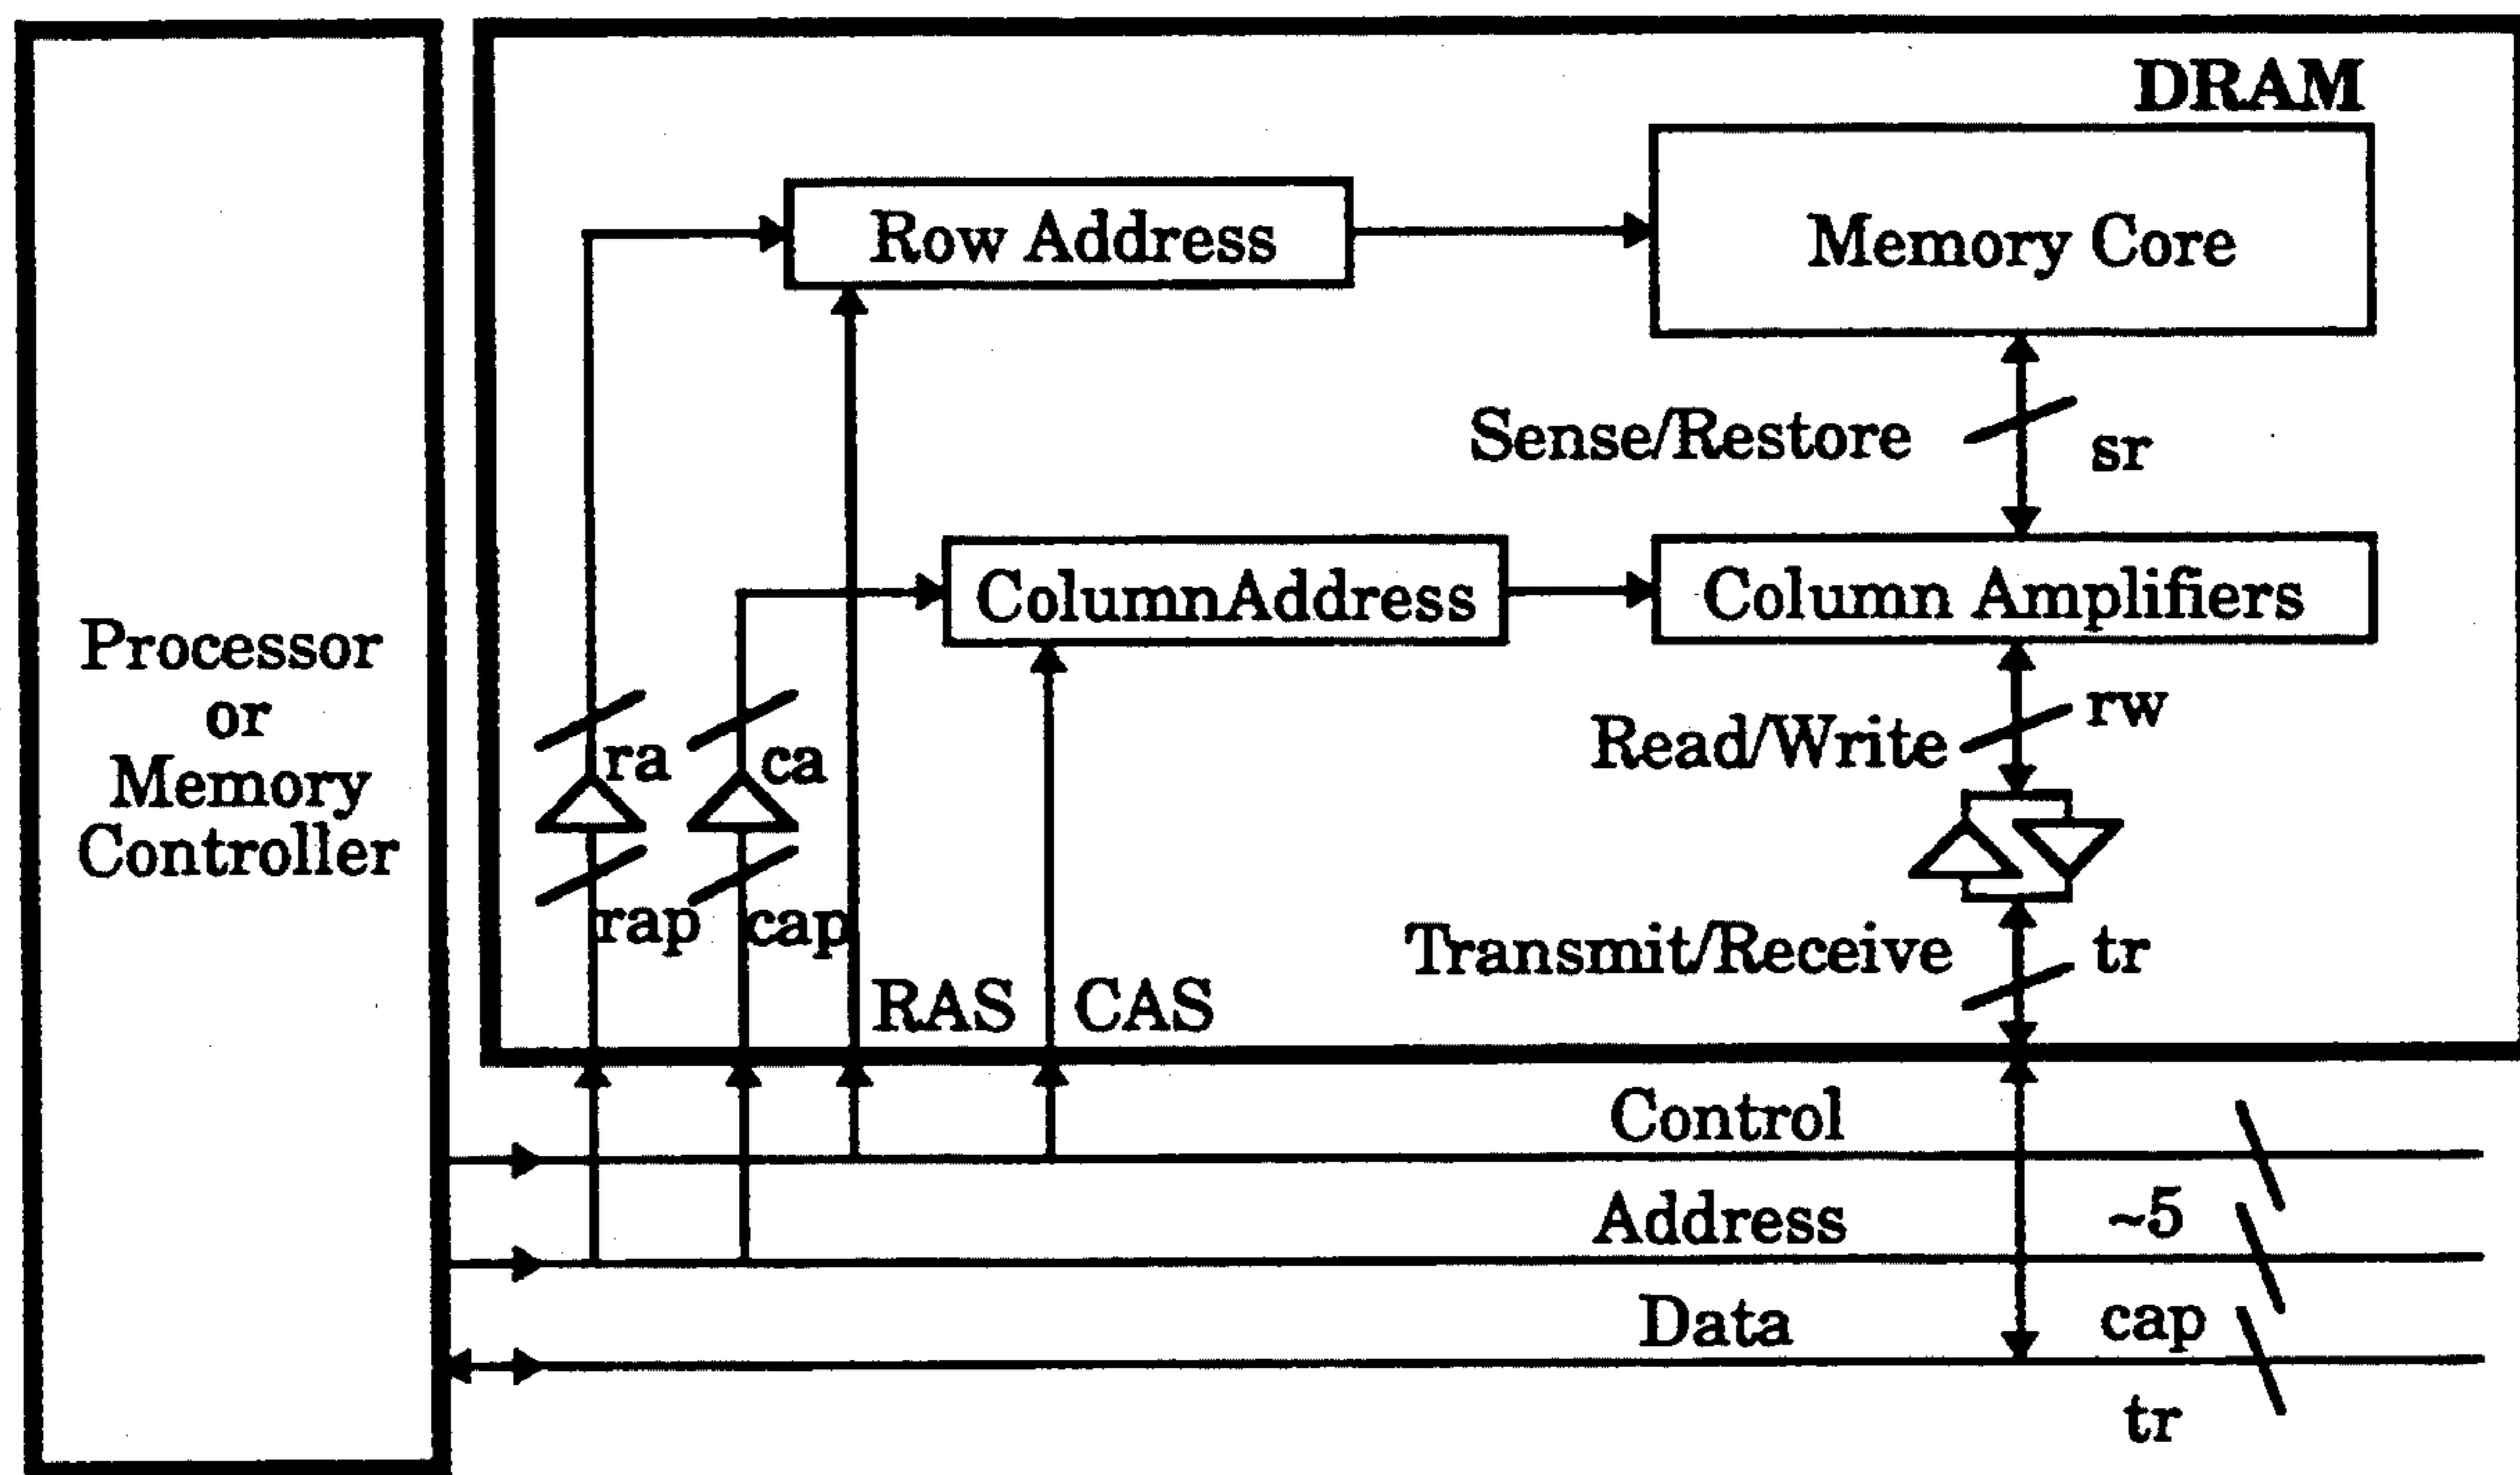 DRAM
Row Address
Memory Core
Sense/Restore
sr
ColumnAddress
Column Amplifiers
Processor
or
Memory
Controller
ra
ca
Read/Write
rw
rap
cap
Transmit/Receive
tr
RAS
CAS
Control
~5
Address
cap
Data
tr